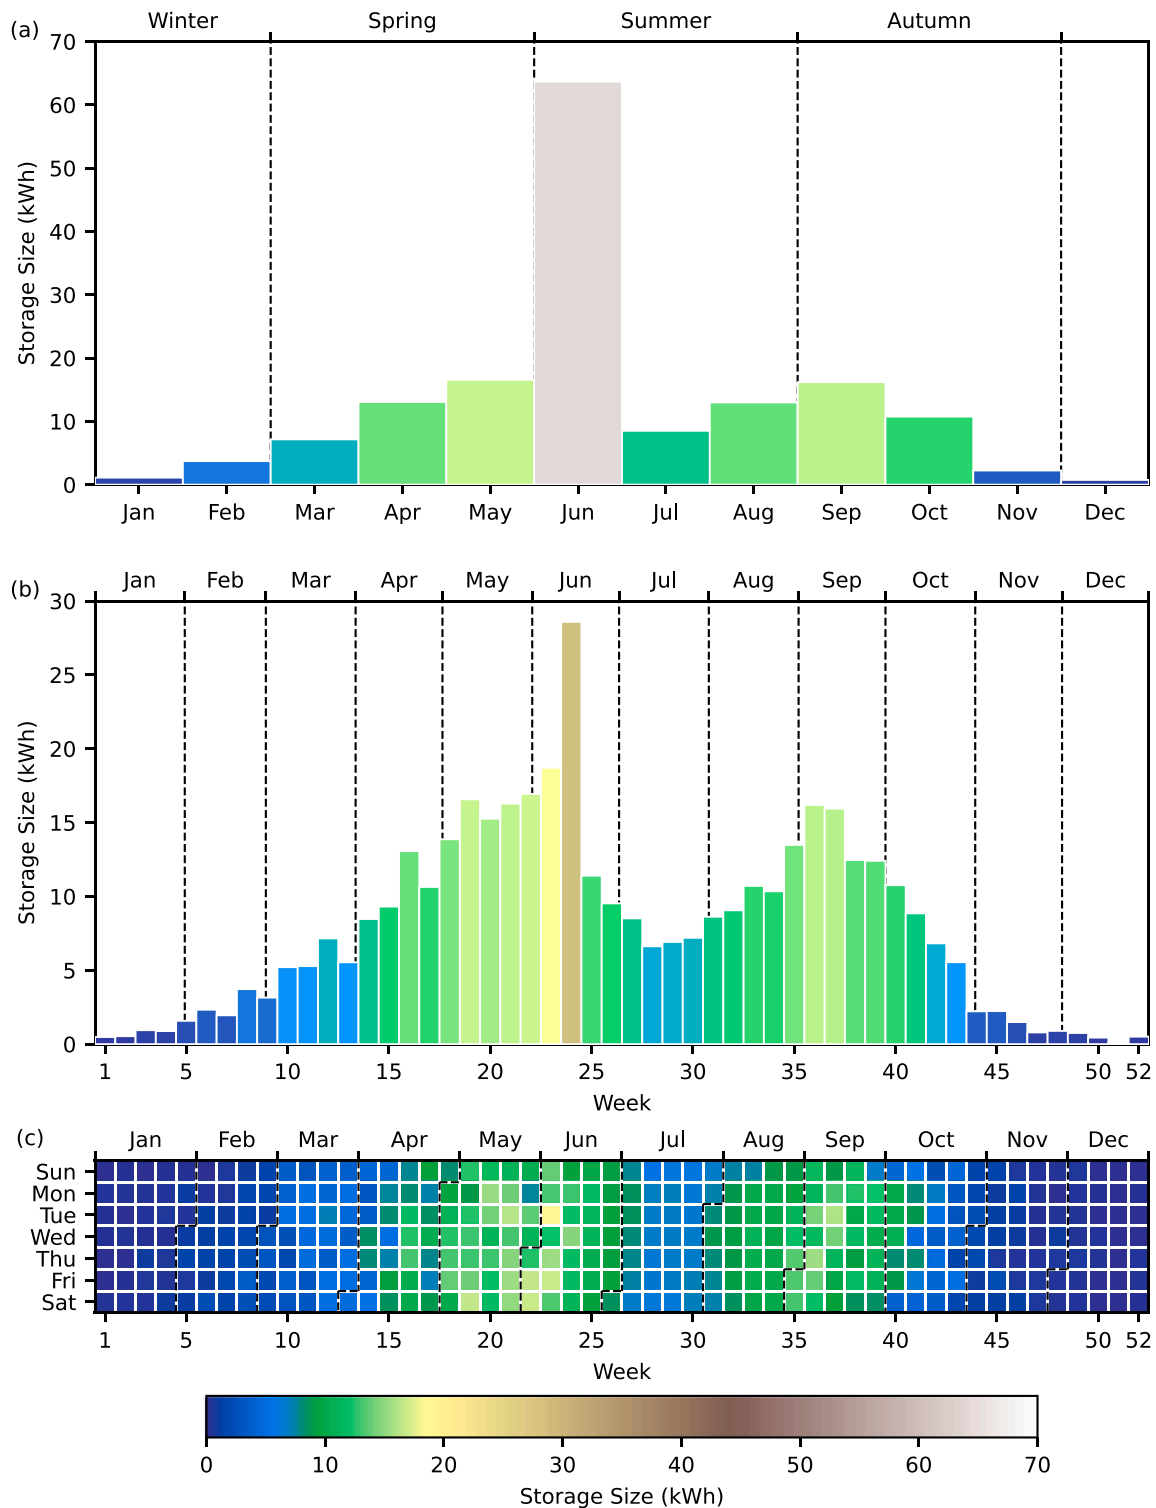 (a)
Winter Spring Summer Autumn
70
60
50
40
30
20
10
0
Storage Size (kWh)
Jan Feb Mar Apr May Jun Jul Aug Sep Oct Nov Dec
(b)
Jan Feb Mar Apr May Jun Jul Aug Sep Oct Nov Dec
30
25
20
15
10
5
0
Storage Size (kWh)
1 5 10 15 20 25 30 35 40 45 50 52
Week
(c)
Jan Feb Mar Apr May Jun Jul Aug Sep Oct Nov Dec
Sun
Mon
Tue
Wed
Thu
Fri
Sat
1 5 10 15 20 25 30 35 40 45 50 52
Week
0 10 20 30 40 50 60 70
Storage Size (kWh)